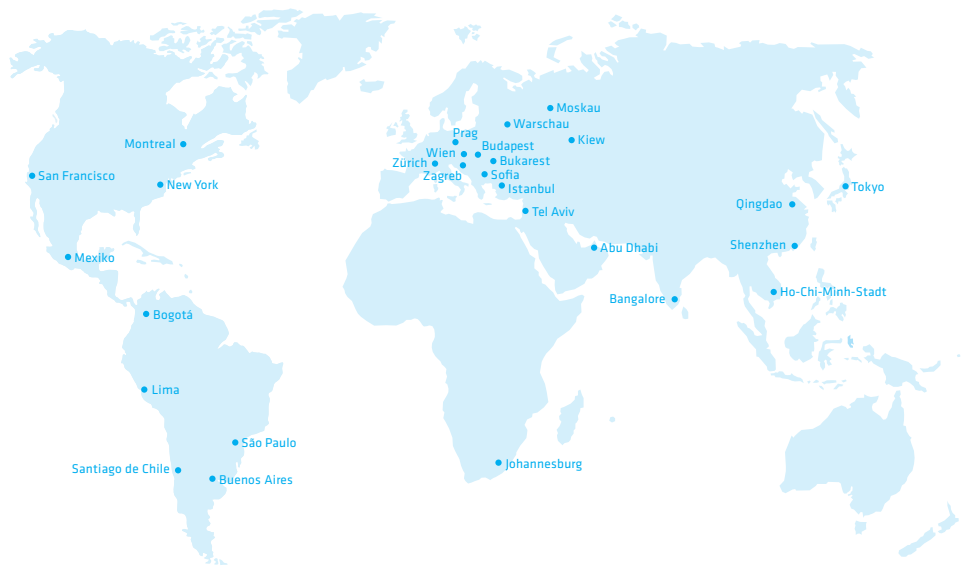 Moskau
Warschau
Prag
Kiew
Montreal
Budapest
Wien
Bukarest
Zürich
San Francisco
Zagreb
Sofia
New York
Istanbul
Tokyo
Qingdao
Tel Aviv
Shenzhen
Abu Dhabi
Mexiko
Ho-Chi-Minh-Stadt
Bangalore
Bogotá
Lima
São Paulo
Johannesburg
Santiago de Chile
Buenos Aires